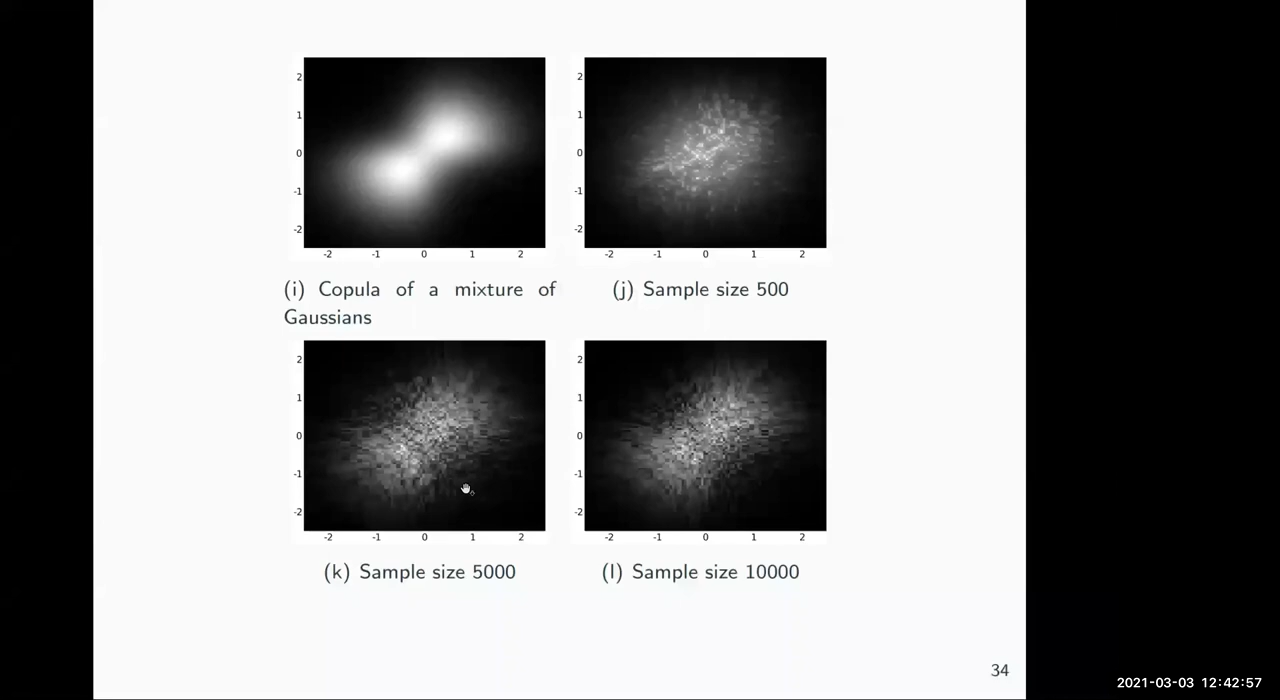 2
1
0
-1
-2
-2 -1 0 1 2
2
1
0
-1
-2
-2 -1 0 1 2
(i) Copula of a mixture of
Gaussians
(j) Sample size 500
2
1
0
-1
-2
-2 -1 0 1 2
2
1
0
-1
-2
-2 -1 0 1 2
(k) Sample size 5000
(l) Sample size 10000
34
2021-03-03 12:42:57